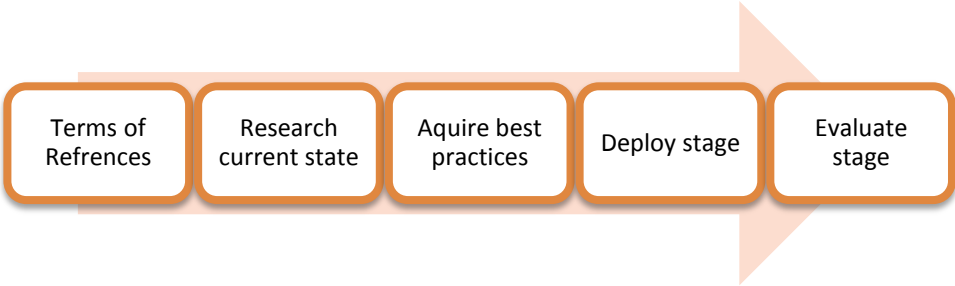 Terms of
Refrences
Research
current state
Aquire best
practices
Deploy stage
Evaluate
stage